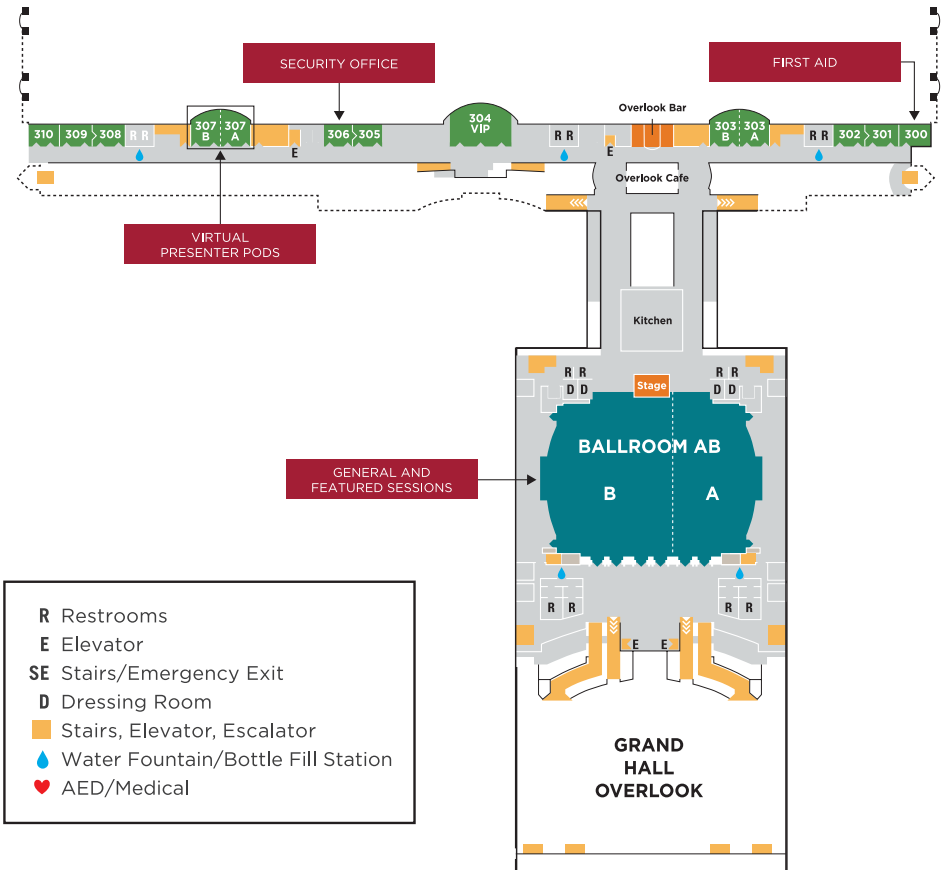 SECURITY OFFICE
FIRST AID
Overlook Bar
310 309 308
R R
307 B
307 A
E
306 305
304
VIP
R R
E
303 B
303 A
R R
302 301 300
Overlook Cafe
VIRTUAL
PRESENTER PODS
Kitchen
R R
D D
Stage
R R
D D
BALLROOM AB
B A
GENERAL AND
FEATURED SESSIONS
R R
R R
E E
R Restrooms
E Elevator
SE Stairs/Emergency Exit
D Dressing Room
Stairs, Elevator, Escalator
Water Fountain/Bottle Fill Station
AED/Medical
GRAND
HALL
OVERLOOK